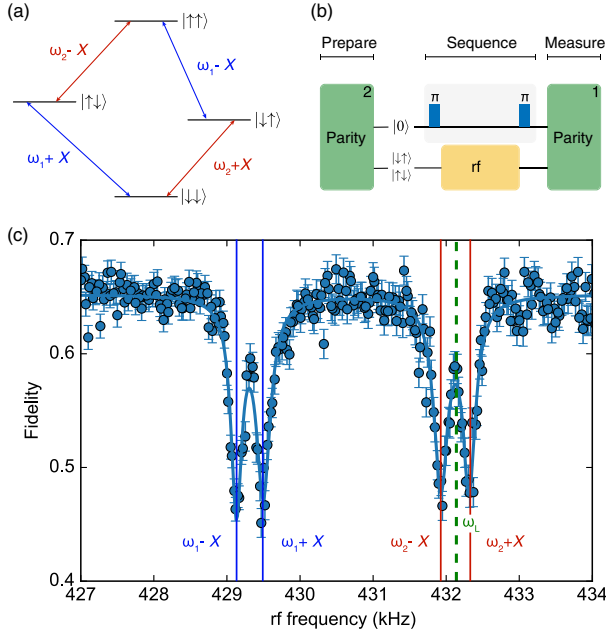 (a)
|↑↑⟩
ω₂- X
ω₁- X
|↑↓⟩
|↓↑⟩
ω₁+ X
ω₂+X
|↓↓⟩
(b)
Prepare
Sequence
Measure
2
π
π
1
Parity
|0⟩
Parity
|↓↑⟩
|↑↓⟩
rf
(c)
0.7
0.6
0.5
0.4
Fidelity
ω₁- X
ω₁+ X
ω₂- X
ω_L
ω₂+X
427 428 429 430 431 432 433 434
rf frequency (kHz)